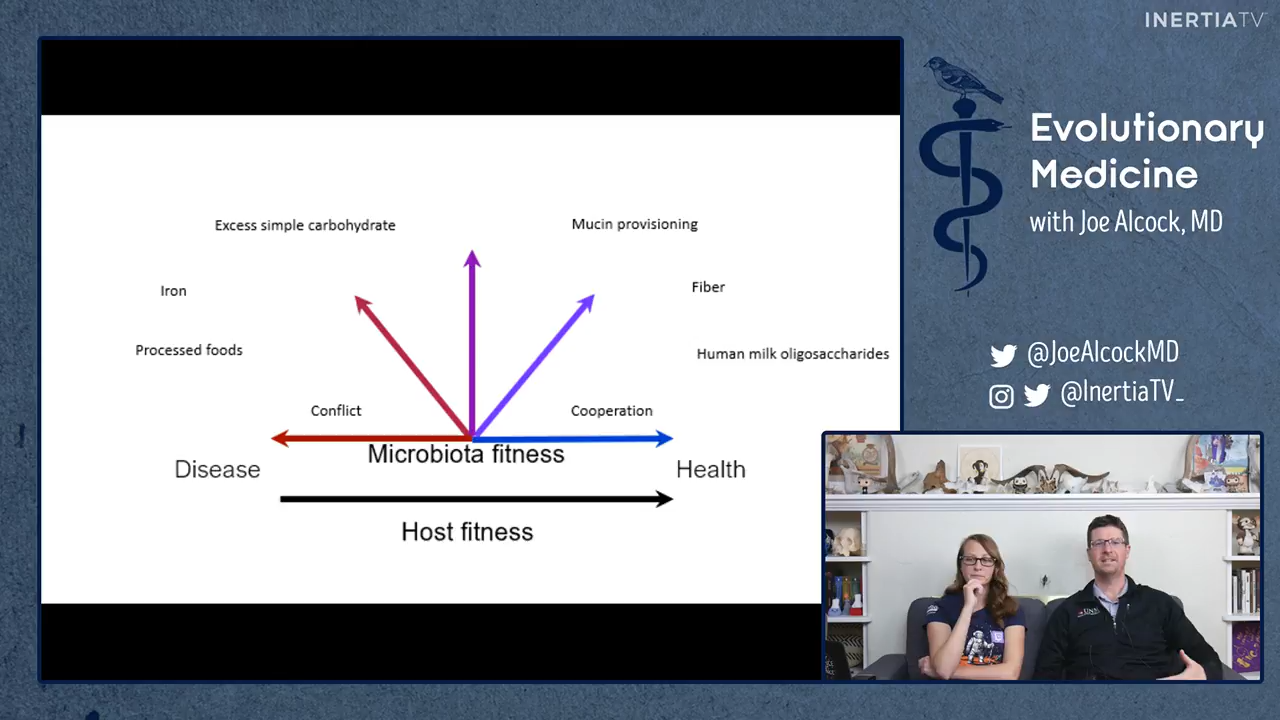 INERTIATV
Evolutionary
Medicine
with Joe Alcock, MD
@JoeAlcockMD
@InertiaTV_
Excess simple carbohydrate
Mucin provisioning
Iron
Fiber
Processed foods
Human milk oligosaccharides
Conflict
Cooperation
Microbiota fitness
Disease
Health
Host fitness
UNM